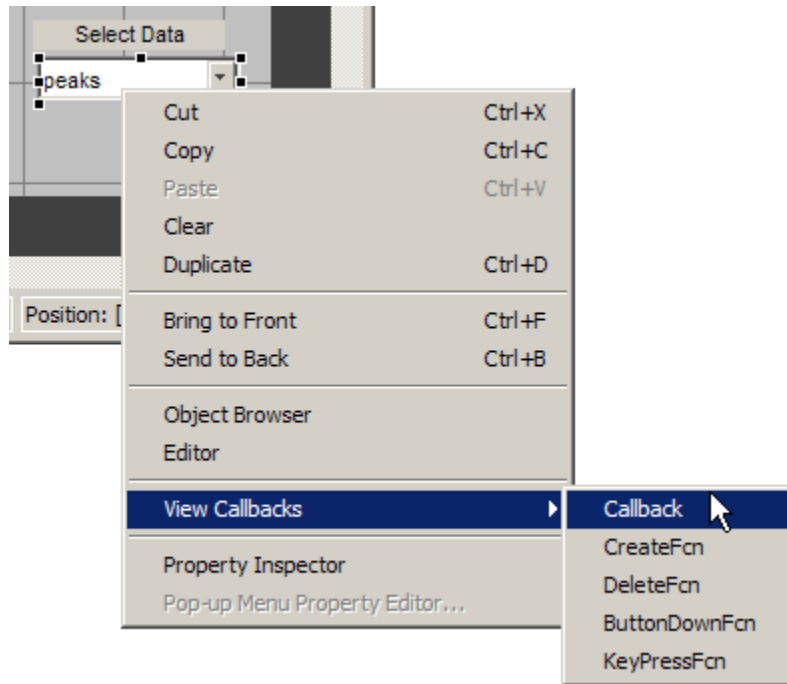 Select Data
peaks
Cut Ctrl+X
Copy Ctrl+C
Paste Ctrl+V
Clear
Duplicate Ctrl+D
Position: [
Bring to Front Ctrl+F
Send to Back Ctrl+B
Object Browser
Editor
View Callbacks
Callback
CreateFcn
Property Inspector
DeleteFcn
Pop-up Menu Property Editor...
ButtonDownFcn
KeyPressFcn